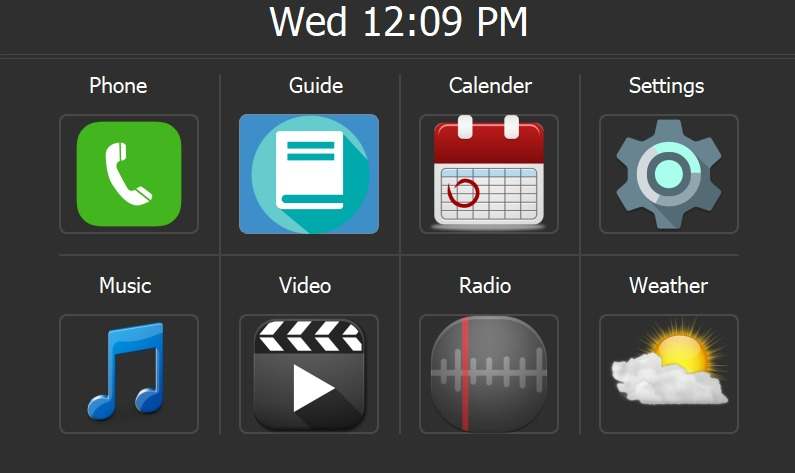 Wed 12:09 PM
Phone Guide Calender Settings
Music Video Radio Weather